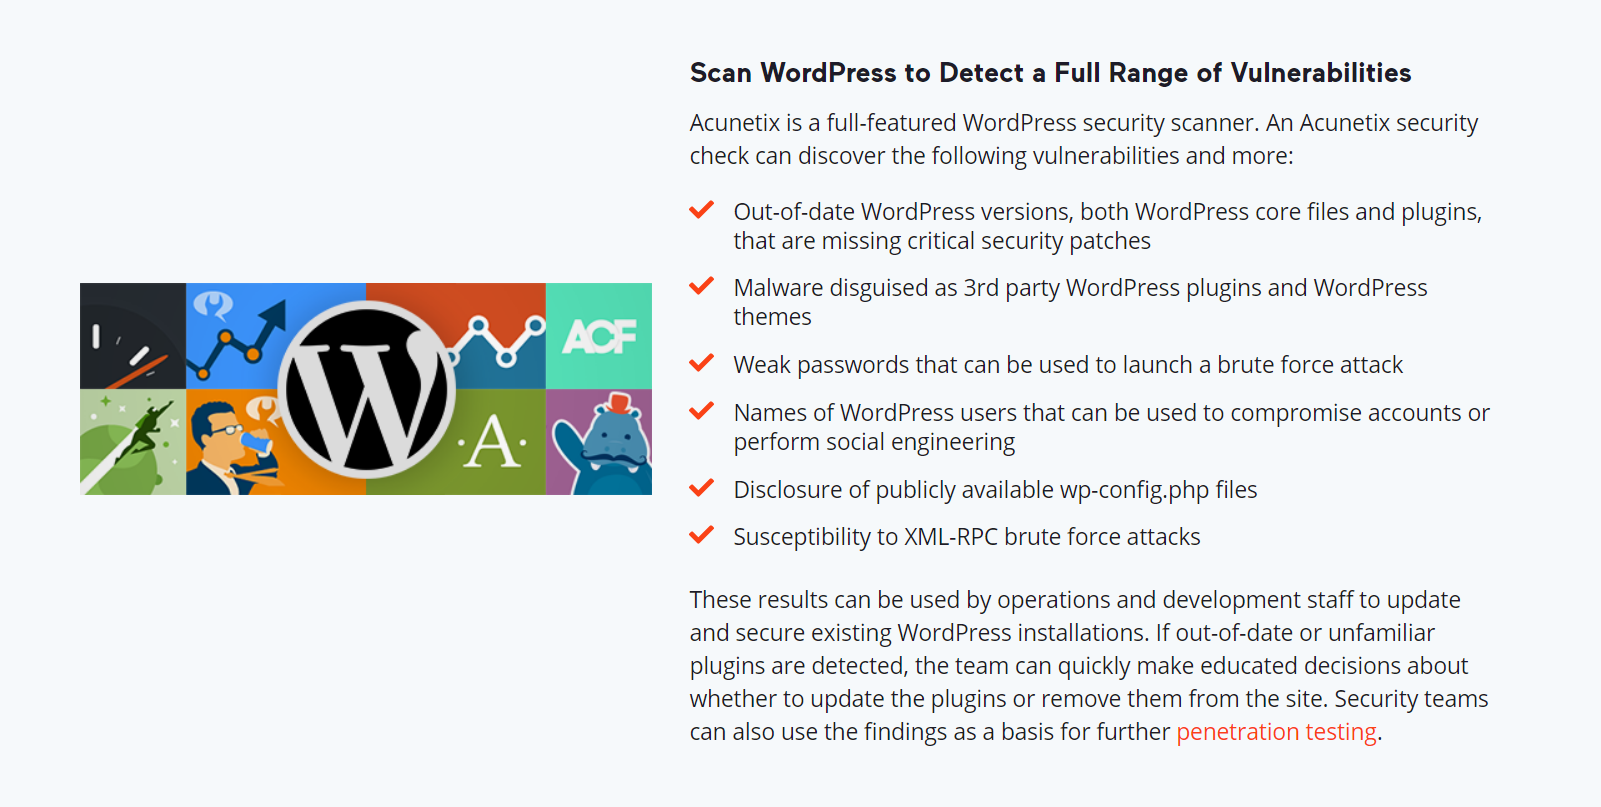 Scan WordPress to Detect a Full Range of Vulnerabilities
Acunetix is a full-featured WordPress security scanner. An Acunetix security
check can discover the following vulnerabilities and more:
Out-of-date WordPress versions, both WordPress core files and plugins,
that are missing critical security patches
Malware disguised as 3rd party WordPress plugins and WordPress
themes
Weak passwords that can be used to launch a brute force attack
Names of WordPress users that can be used to compromise accounts or
perform social engineering
Disclosure of publicly available wp-config.php files
Susceptibility to XML-RPC brute force attacks
These results can be used by operations and development staff to update
and secure existing WordPress installations. If out-of-date or unfamiliar
plugins are detected, the team can quickly make educated decisions about
whether to update the plugins or remove them from the site. Security teams
can also use the findings as a basis for further penetration testing.
ACF
W
·A·